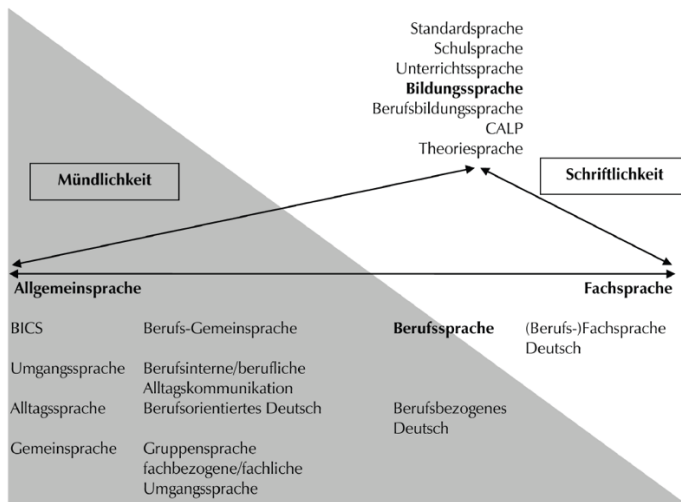 Standardsprache
Schulsprache
Unterrichtssprache
Bildungssprache
Berufsbildungssprache
CALP
Theoriesprache
Mündlichkeit
Schriftlichkeit
Allgemeinsprache
Fachsprache
BICS
Berufs-Gemeinsprache
Berufssprache
(Berufs-)Fachsprache
Deutsch
Umgangssprache
Berufsinterne/berufliche
Alltagskommunikation
Alltagssprache
Berufsorientiertes Deutsch
Berufsbezogenes
Deutsch
Gemeinsprache
Gruppensprache
fachbezogene/fachliche
Umgangssprache